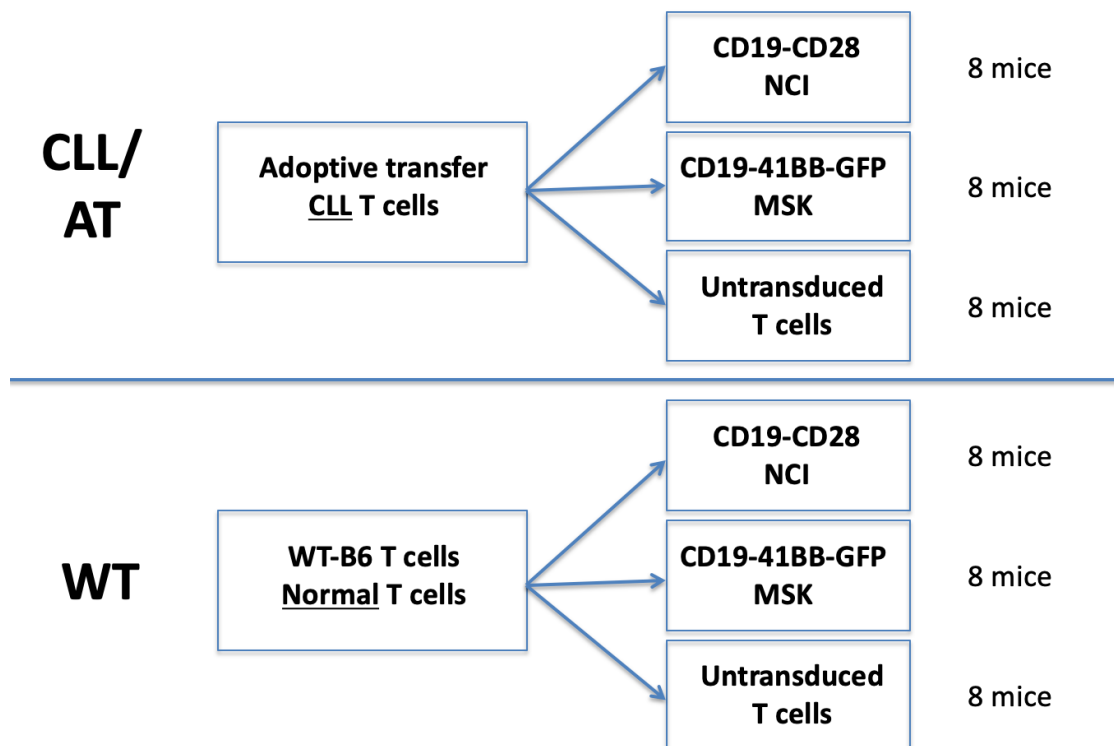 CLL/
AT
Adoptive transfer
CLL T cells
CD19-CD28
NCI
8 mice
CD19-41BB-GFP
MSK
8 mice
Untransduced
T cells
8 mice
WT
WT-B6 T cells
Normal T cells
CD19-CD28
NCI
8 mice
CD19-41BB-GFP
MSK
8 mice
Untransduced
T cells
8 mice